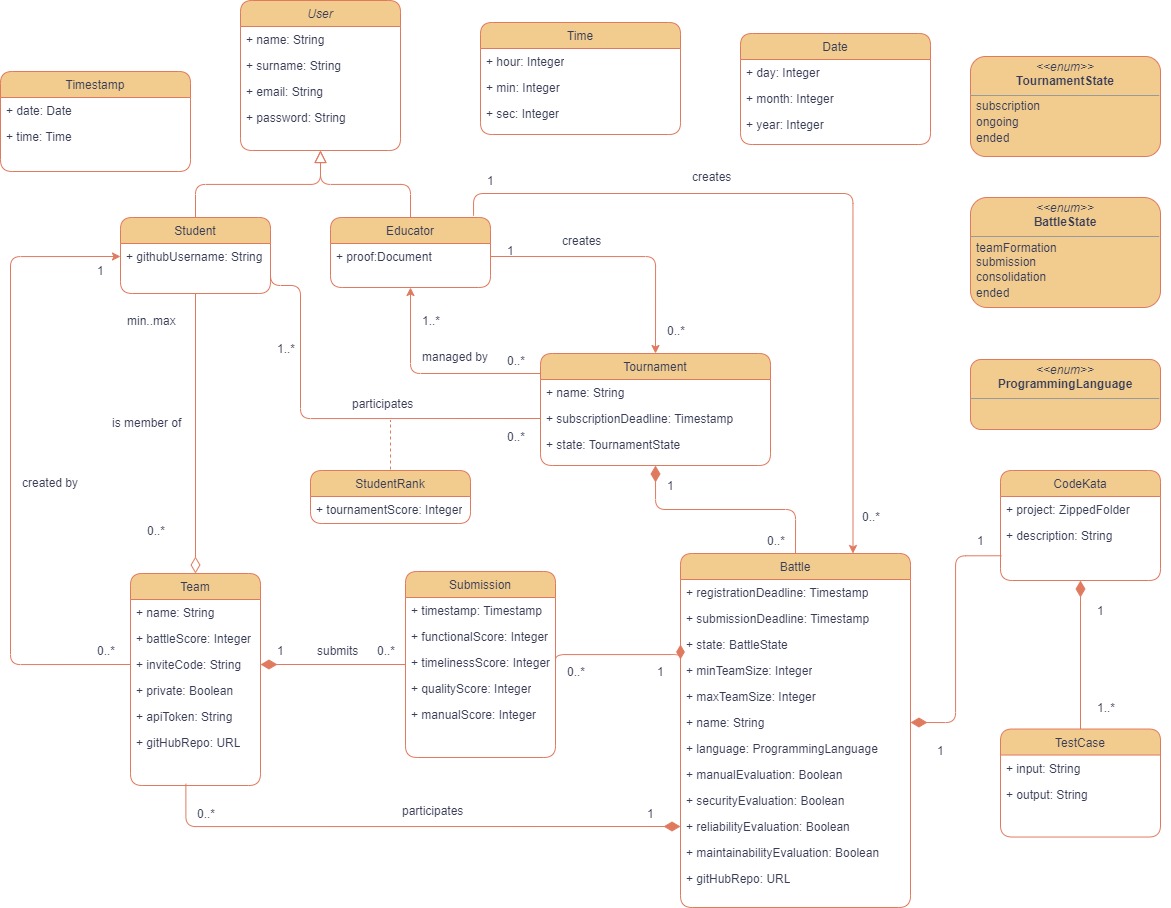 User
+ name: String
+ surname: String
+ email: String
+ password: String
Time
+ hour: Integer
+ min: Integer
+ sec: Integer
Date
+ day: Integer
+ month: Integer
+ year: Integer
<<enum>>
TournamentState
subscription
ongoing
ended
Timestamp
+ date: Date
+ time: Time
<<enum>>
BattleState
teamFormation
submission
consolidation
ended
<<enum>>
ProgrammingLanguage
Student
+ githubUsername: String
Educator
+ proof:Document
1
creates
1
creates
0..*
0..*
1..*
managed by
0..*
1
min..max
is member of
0..*
created by
1
0..*
1..*
participates
0..*
Tournament
+ name: String
+ subscriptionDeadline: Timestamp
+ state: TournamentState
StudentRank
+ tournamentScore: Integer
1
0..*
CodeKata
+ project: ZippedFolder
+ description: String
1
1
1
1..*
TestCase
+ input: String
+ output: String
Team
+ name: String
+ battleScore: Integer
+ inviteCode: String
+ private: Boolean
+ apiToken: String
+ gitHubRepo: URL
1
submits
0..*
Submission
+ timestamp: Timestamp
+ functionalScore: Integer
+ timelinessScore: Integer
+ qualityScore: Integer
+ manualScore: Integer
0..*
1
Battle
+ registrationDeadline: Timestamp
+ submissionDeadline: Timestamp
+ state: BattleState
+ minTeamSize: Integer
+ maxTeamSize: Integer
+ name: String
+ language: ProgrammingLanguage
+ manualEvaluation: Boolean
+ securityEvaluation: Boolean
+ reliabilityEvaluation: Boolean
+ maintainabilityEvaluation: Boolean
+ gitHubRepo: URL
0..*
participates
1